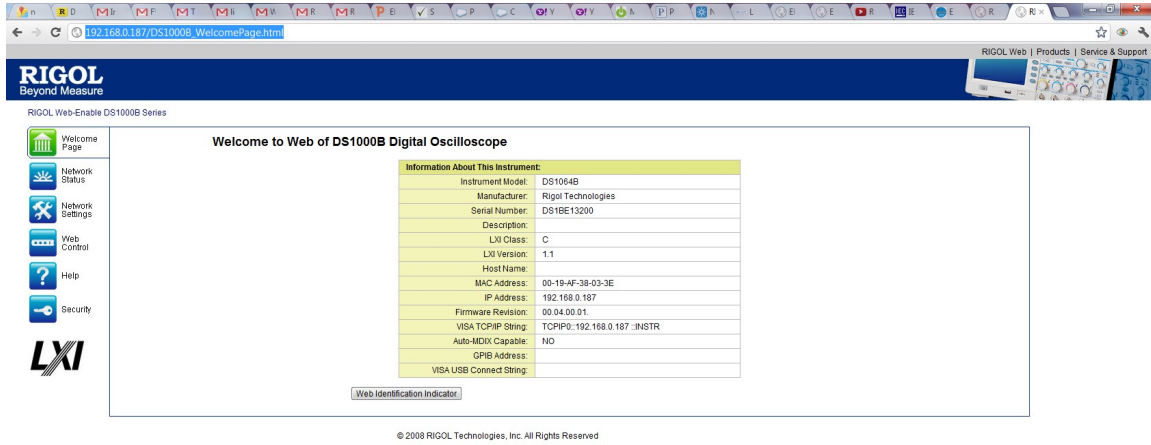 192.168.0.187/DS1000B_WelcomePage.html
RIGOL Web | Products | Service & Support
RIGOL
Beyond Measure
RIGOL Web-Enable DS1000B Series
Welcome Page
Network Status
Network Settings
Web Control
Help
Security
LXI
Welcome to Web of DS1000B Digital Oscilloscope
Information About This Instrument:
Instrument Model: DS1064B
Manufacturer: Rigol Technologies
Serial Number: DS1BE13200
Description:
LXI Class: C
LXI Version: 1.1
Host Name:
MAC Address: 00-19-AF-38-03-3E
IP Address: 192.168.0.187
Firmware Revision: 00.04.00.01.
VISA TCP/IP String: TCPIP0::192.168.0.187 ::INSTR
Auto-MDIX Capable: NO
GPIB Address:
VISA USB Connect String:
Web Identification Indicator
© 2008 RIGOL Technologies, Inc. All Rights Reserved